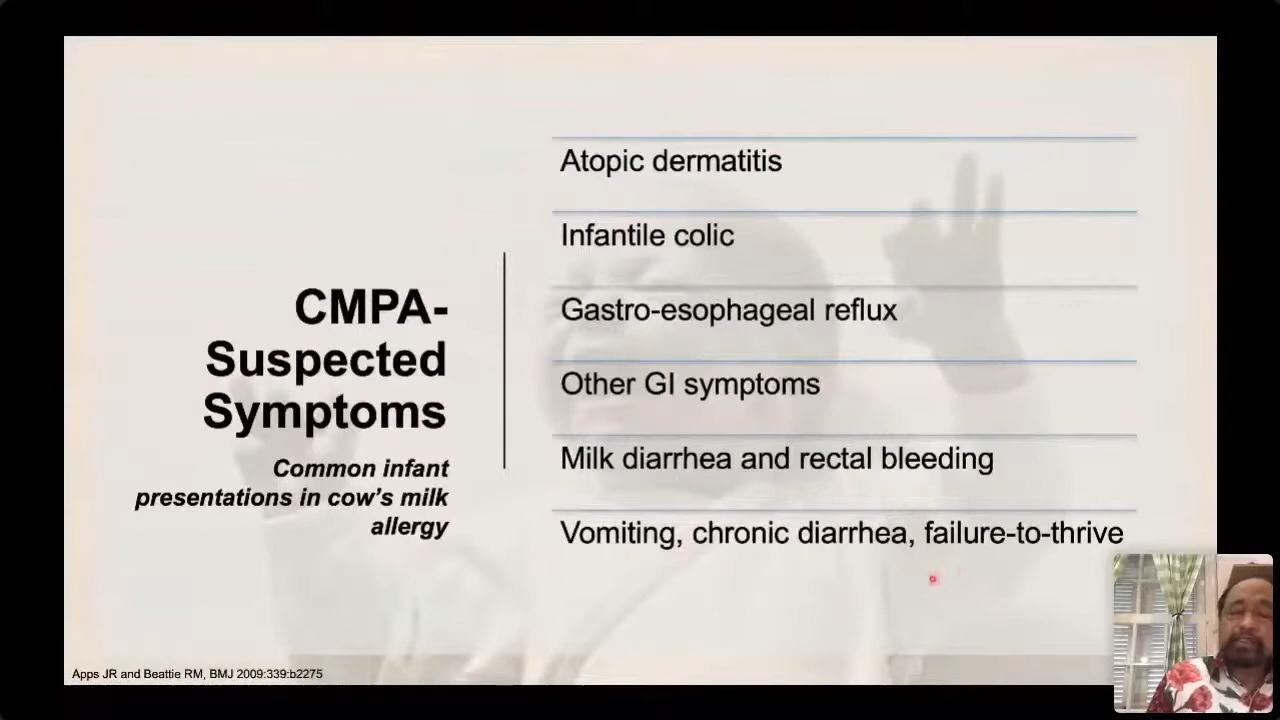 CMPA-
Suspected
Symptoms
Common infant
presentations in cow's milk
allergy
Atopic dermatitis
Infantile colic
Gastro-esophageal reflux
Other GI symptoms
Milk diarrhea and rectal bleeding
Vomiting, chronic diarrhea, failure-to-thrive
Apps JR and Beattie RM, BMJ 2009:339:b2275